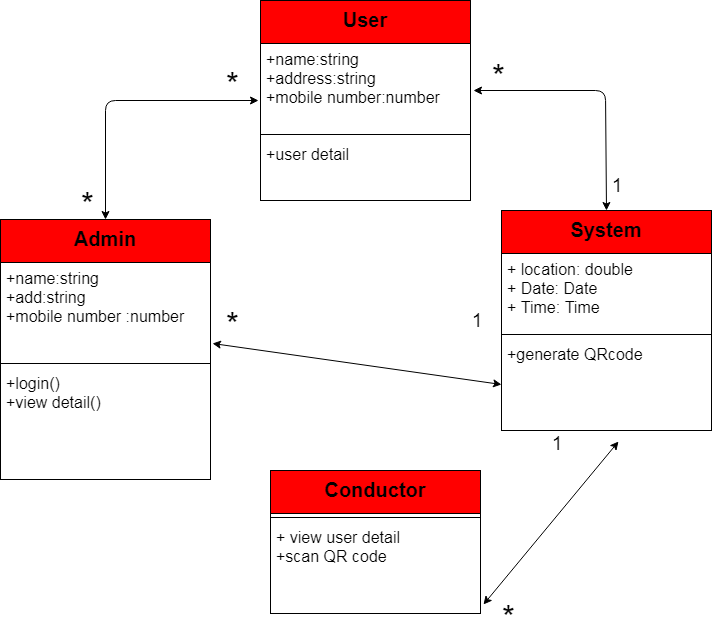 User
+name:string
+address:string
+mobile number:number
+user detail
*
*
*
1
Admin
+name:string
+add:string
+mobile number :number
+login()
+view detail()
System
+ location: double
+ Date: Date
+ Time: Time
+generate QRcode
*
1
1
Conductor
+ view user detail
+scan QR code
*